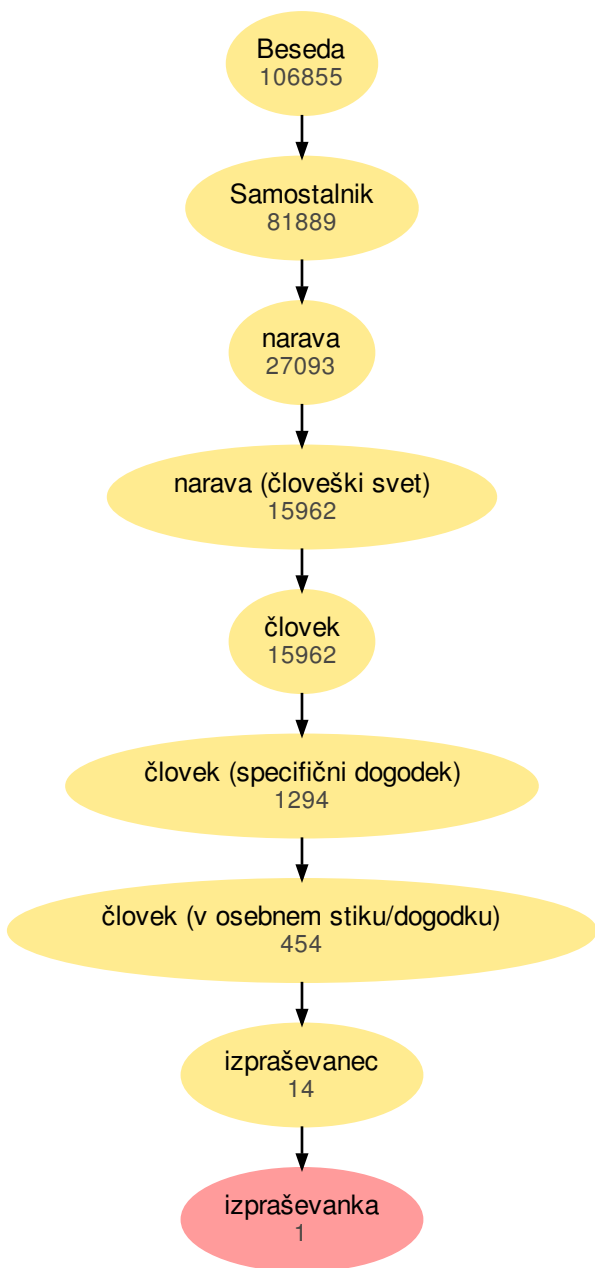 Beseda
106855
Samostalnik
81889
narava
27093
narava (človeški svet)
15962
človek
15962
človek (specifični dogodek)
1294
človek (v osebnem stiku/dogodku)
454
izpraševanec
14
izpraševanka
1